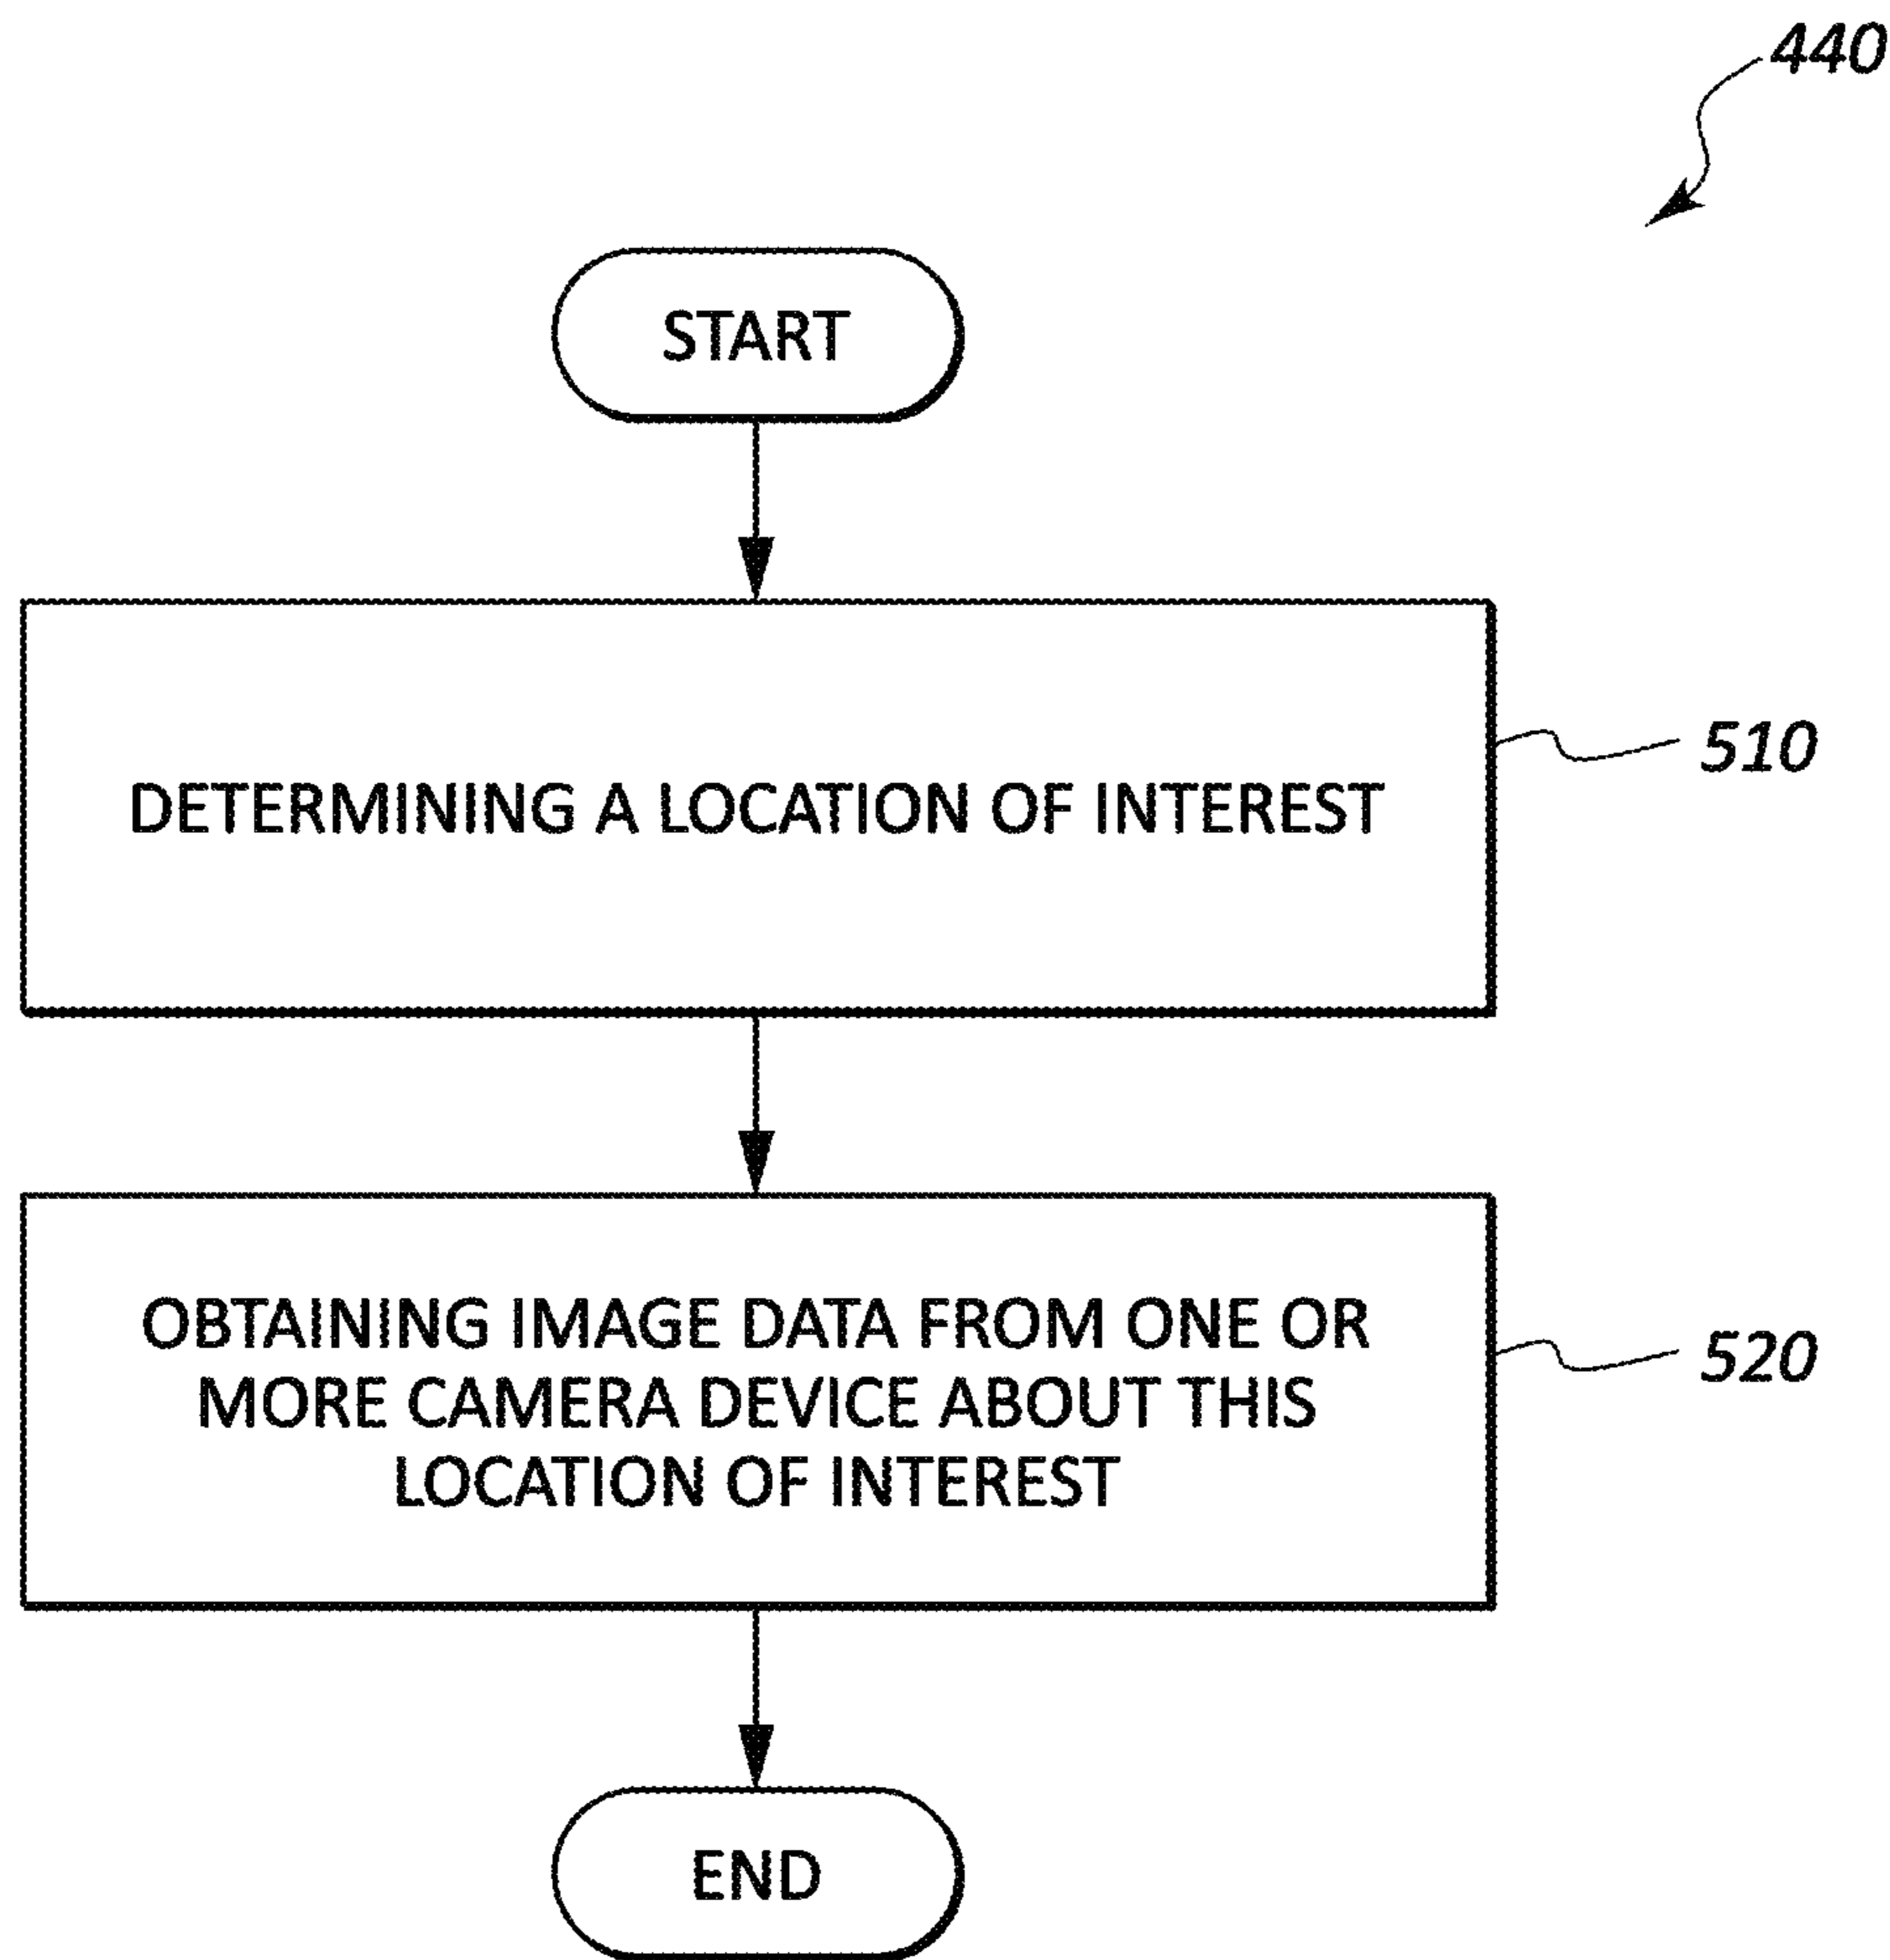 440
START
DETERMINING A LOCATION OF INTEREST
510
OBTAINING IMAGE DATA FROM ONE OR
MORE CAMERA DEVICE ABOUT THIS
LOCATION OF INTEREST
520
END